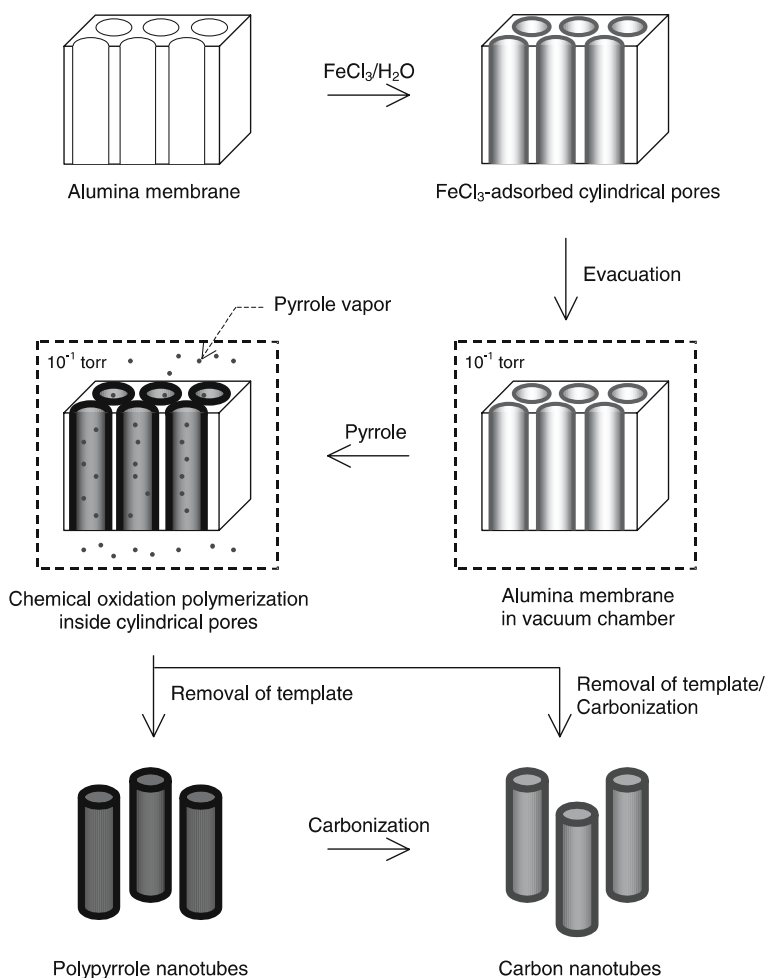 FeCl₃/H₂O
Alumina membrane
FeCl₃-adsorbed cylindrical pores
Evacuation
Pyrrole vapor
10⁻¹ torr
10⁻¹ torr
Pyrrole
Chemical oxidation polymerization
inside cylindrical pores
Alumina membrane
in vacuum chamber
Removal of template
Removal of template/
Carbonization
Carbonization
Polypyrrole nanotubes
Carbon nanotubes